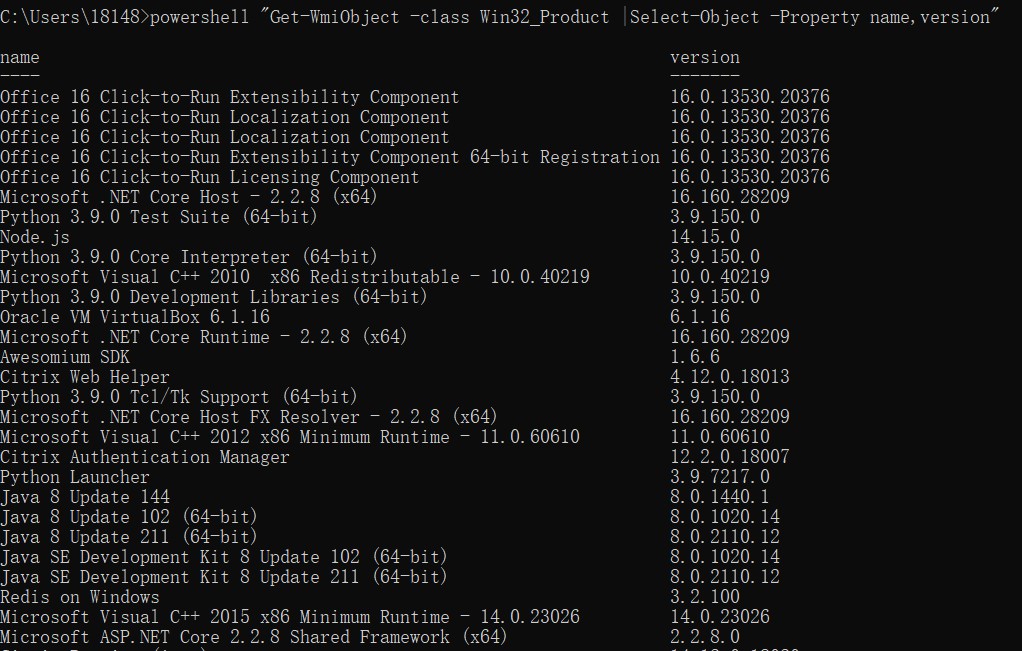 C:\Users\18148>powershell "Get-WmiObject -class Win32_Product |Select-Object -Property name,version"
name version
---- -------
Office 16 Click-to-Run Extensibility Component 16.0.13530.20376
Office 16 Click-to-Run Localization Component 16.0.13530.20376
Office 16 Click-to-Run Localization Component 16.0.13530.20376
Office 16 Click-to-Run Extensibility Component 64-bit Registration 16.0.13530.20376
Office 16 Click-to-Run Licensing Component 16.0.13530.20376
Microsoft .NET Core Host - 2.2.8 (x64) 16.160.28209
Python 3.9.0 Test Suite (64-bit) 3.9.150.0
Node.js 14.15.0
Python 3.9.0 Core Interpreter (64-bit) 3.9.150.0
Microsoft Visual C++ 2010  x86 Redistributable - 10.0.40219 10.0.40219
Python 3.9.0 Development Libraries (64-bit) 3.9.150.0
Oracle VM VirtualBox 6.1.16 6.1.16
Microsoft .NET Core Runtime - 2.2.8 (x64) 16.160.28209
Awesomium SDK 1.6.6
Citrix Web Helper 4.12.0.18013
Python 3.9.0 Tcl/Tk Support (64-bit) 3.9.150.0
Microsoft .NET Core Host FX Resolver - 2.2.8 (x64) 16.160.28209
Microsoft Visual C++ 2012 x86 Minimum Runtime - 11.0.60610 11.0.60610
Citrix Authentication Manager 12.2.0.18007
Python Launcher 3.9.7217.0
Java 8 Update 144 8.0.1440.1
Java 8 Update 102 (64-bit) 8.0.1020.14
Java 8 Update 211 (64-bit) 8.0.2110.12
Java SE Development Kit 8 Update 102 (64-bit) 8.0.1020.14
Java SE Development Kit 8 Update 211 (64-bit) 8.0.2110.12
Redis on Windows 3.2.100
Microsoft Visual C++ 2015 x86 Minimum Runtime - 14.0.23026 14.0.23026
Microsoft ASP.NET Core 2.2.8 Shared Framework (x64) 2.2.8.0